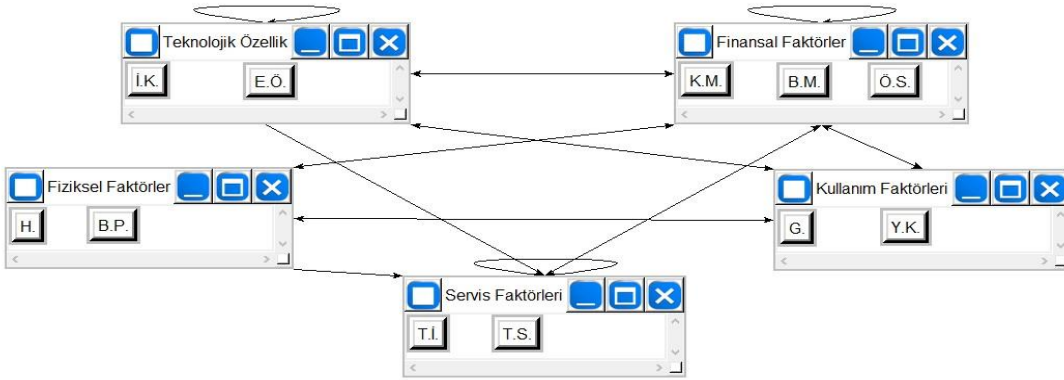 Teknolojik Özellik
İ.K.
E.Ö.
Finansal Faktörler
K.M.
B.M.
Ö.S.
Fiziksel Faktörler
H.
B.P.
Kullanım Faktörleri
G.
Y.K.
Servis Faktörleri
T.İ.
T.S.